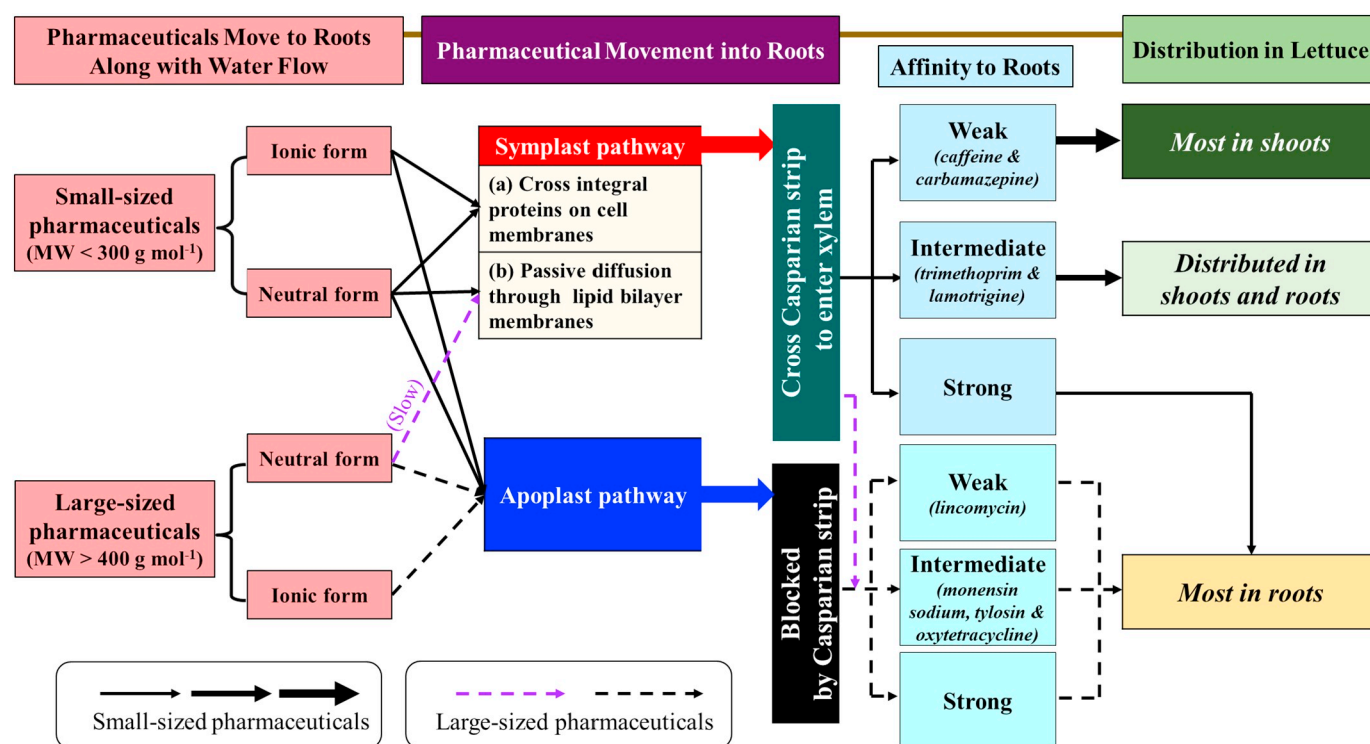 Pharmaceuticals Move to Roots
Along with Water Flow
Pharmaceutical Movement into Roots
Affinity to Roots
Distribution in Lettuce
Small-sized
pharmaceuticals
(MW < 300 g mol⁻¹)
Ionic form
Neutral form
Large-sized
pharmaceuticals
(MW > 400 g mol⁻¹)
Neutral form
Ionic form
(Slow)
Symplast pathway
(a) Cross integral
proteins on cell
membranes
(b) Passive diffusion
through lipid bilayer
membranes
Apoplast pathway
Cross Casparian strip
to enter xylem
Blocked
by Casparian strip
Weak
(caffeine &
carbamazepine)
Intermediate
(trimethoprim &
lamotrigine)
Strong
Weak
(lincomycin)
Intermediate
(monensin
sodium, tylosin &
oxytetracycline)
Strong
Most in shoots
Distributed in
shoots and roots
Most in roots
Small-sized pharmaceuticals
Large-sized pharmaceuticals